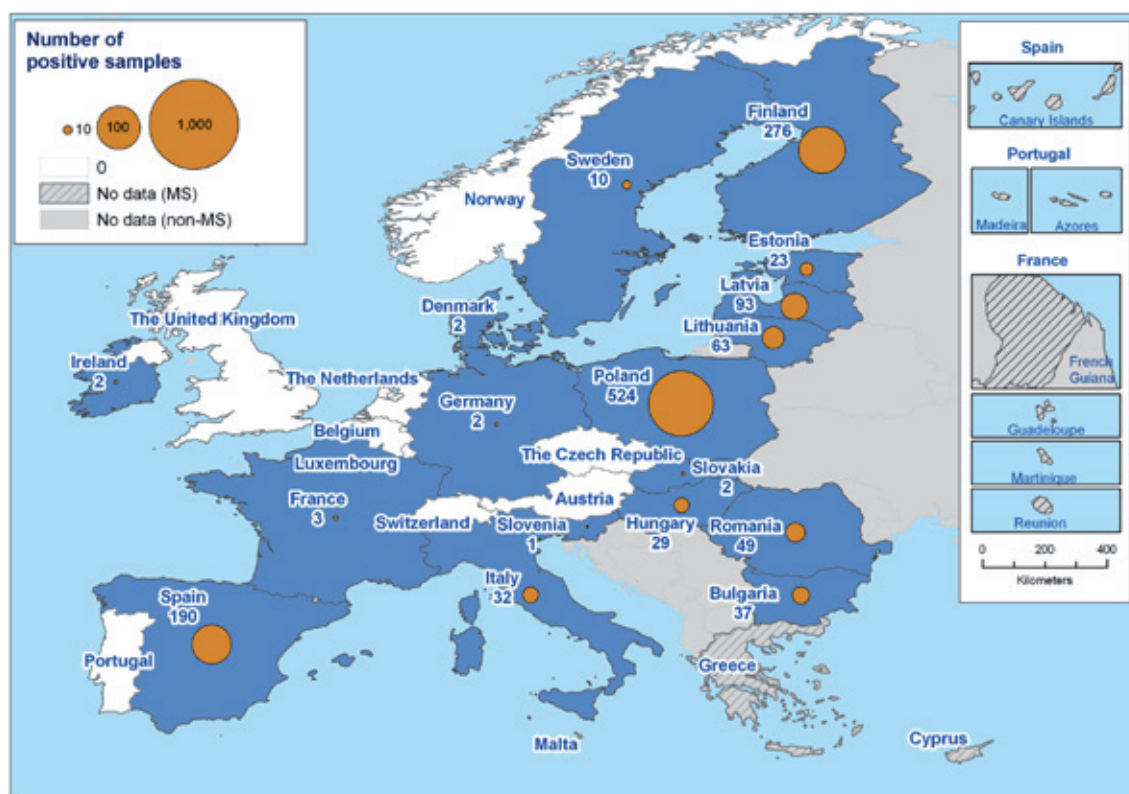 Number of
positive samples
10
100
1,000
0
No data (MS)
No data (non-MS)
Finland
276
Sweden
10
Norway
Estonia
23
Latvia
93
Lithuania
63
Denmark
2
The United Kingdom
Ireland
2
The Netherlands
Germany
2
Poland
524
Belgium
The Czech Republic
Luxembourg
Slovakia
2
France
3
Austria
Switzerland
Slovenia
1
Hungary
29
Romania
49
Italy
32
Bulgaria
37
Spain
190
Portugal
Greece
Malta
Cyprus
Spain
Canary Islands
Portugal
Madeira
Azores
France
French
Guiana
Guadeloupe
Martinique
Reunion
0 200 400
Kilometers